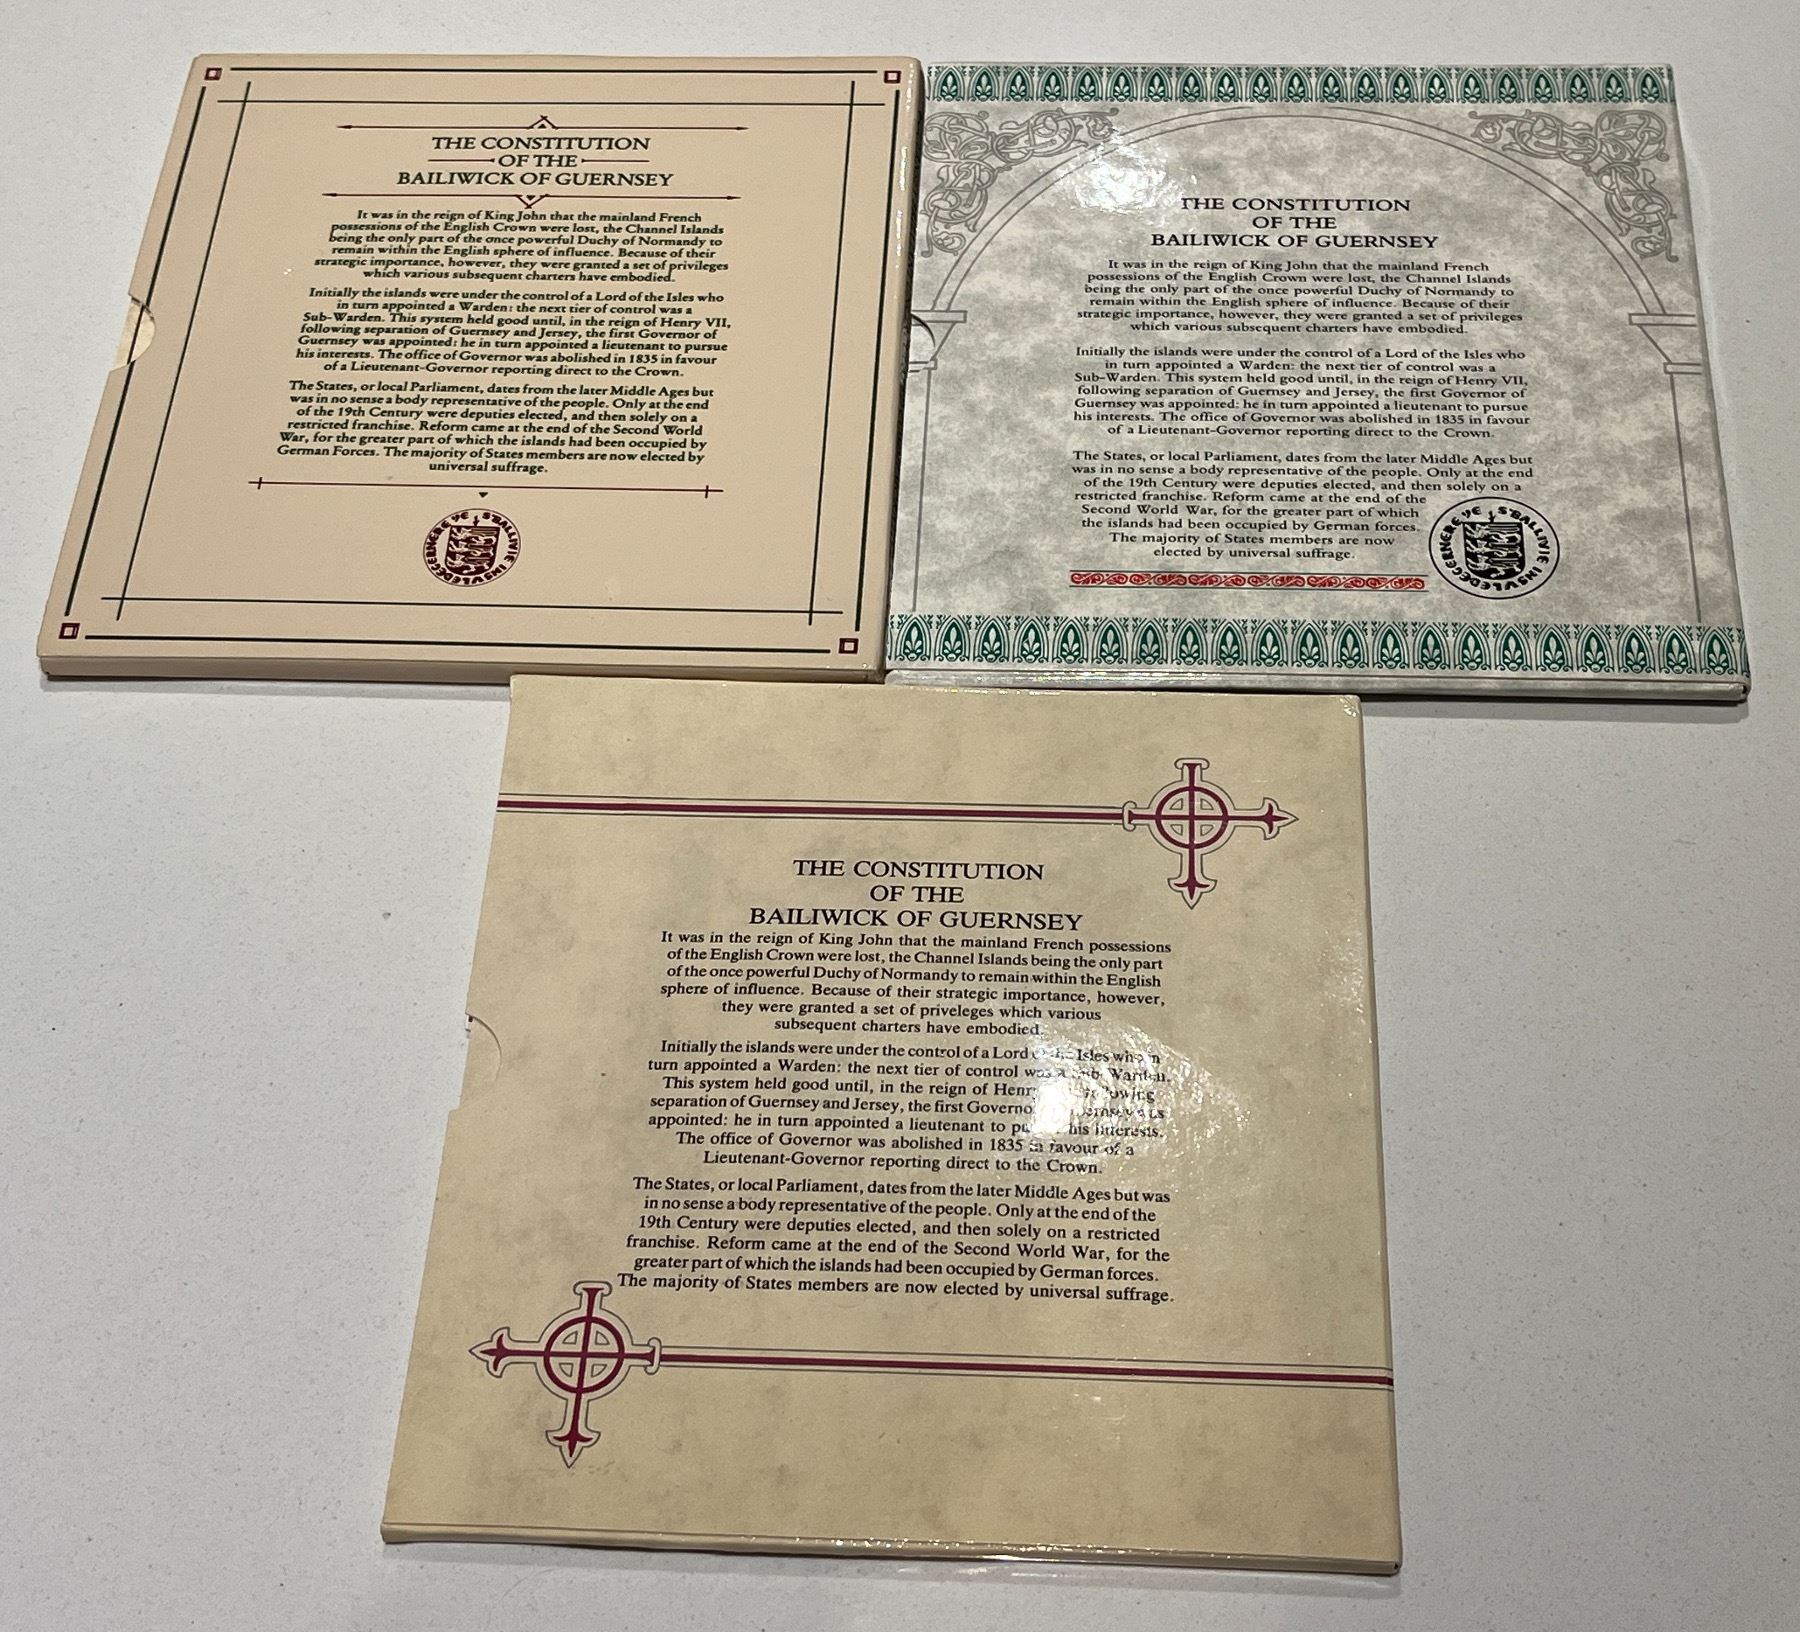 THE CONSTITUTION
OF THE
BAILIWICK OF GUERNSEY
It was in the reign of King John that the mainland French
possessions of the English Crown were lost, the Channel Islands
being the only part of the once powerful Duchy of Normandy to
remain within the English sphere of influence. Because of their
strategic importance, however, they were granted a set of privileges
which various subsequent charters have embodied.
Initially the islands were under the control of a Lord of the Isles who
in turn appointed a Warden: the next tier of control was a
Sub-Warden. This system held good until, in the reign of Henry VII,
following separation of Guernsey and Jersey, the first Governor of
Guernsey was appointed: he in turn appointed a lieutenant to pursue
his interests. The office of Governor was abolished in 1835 in favour
of a Lieutenant-Governor reporting direct to the Crown.
The States, or local Parliament, dates from the later Middle Ages but
was in no sense a body representative of the people. Only at the end
of the 19th Century were deputies elected, and then solely on a
restricted franchise. Reform came at the end of the Second World
War, for the greater part of which the islands had been occupied by
German Forces. The majority of States members are now elected by
universal suffrage.
S'BALLIVIE INSVLE DEGERNEREYE
THE CONSTITUTION
OF THE
BAILIWICK OF GUERNSEY
It was in the reign of King John that the mainland French
possessions of the English Crown were lost, the Channel Islands
being the only part of the once powerful Duchy of Normandy to
remain within the English sphere of influence. Because of their
strategic importance, however, they were granted a set of privileges
which various subsequent charters have embodied.
Initially the islands were under the control of a Lord of the Isles who
in turn appointed a Warden: the next tier of control was a
Sub-Warden. This system held good until, in the reign of Henry VII,
following separation of Guernsey and Jersey, the first Governor of
Guernsey was appointed: he in turn appointed a lieutenant to pursue
his interests. The office of Governor was abolished in 1835 in favour
of a Lieutenant-Governor reporting direct to the Crown.
The States, or local Parliament, dates from the later Middle Ages but
was in no sense a body representative of the people. Only at the end
of the 19th Century were deputies elected, and then solely on a
restricted franchise. Reform came at the end of the
Second World War, for the greater part of which
the islands had been occupied by German forces.
The majority of States members are now
elected by universal suffrage.
S'BALLIVIE INSVLE DEGERNEREYE
THE CONSTITUTION
OF THE
BAILIWICK OF GUERNSEY
It was in the reign of King John that the mainland French possessions
of the English Crown were lost, the Channel Islands being the only part
of the once powerful Duchy of Normandy to remain within the English
sphere of influence. Because of their strategic importance, however,
they were granted a set of priveleges which various
subsequent charters have embodied.
Initially the islands were under the control of a Lord of the Isles who in
turn appointed a Warden: the next tier of control was a Sub-Warden.
This system held good until, in the reign of Henry following
separation of Guernsey and Jersey, the first Governor Guernsey was
appointed: he in turn appointed a lieutenant to his interests.
The office of Governor was abolished in 1835 in favour of a
Lieutenant-Governor reporting direct to the Crown.
The States, or local Parliament, dates from the later Middle Ages but was
in no sense a body representative of the people. Only at the end of the
19th Century were deputies elected, and then solely on a restricted
franchise. Reform came at the end of the Second World War, for the
greater part of which the islands had been occupied by German forces.
The majority of States members are now elected by universal suffrage.